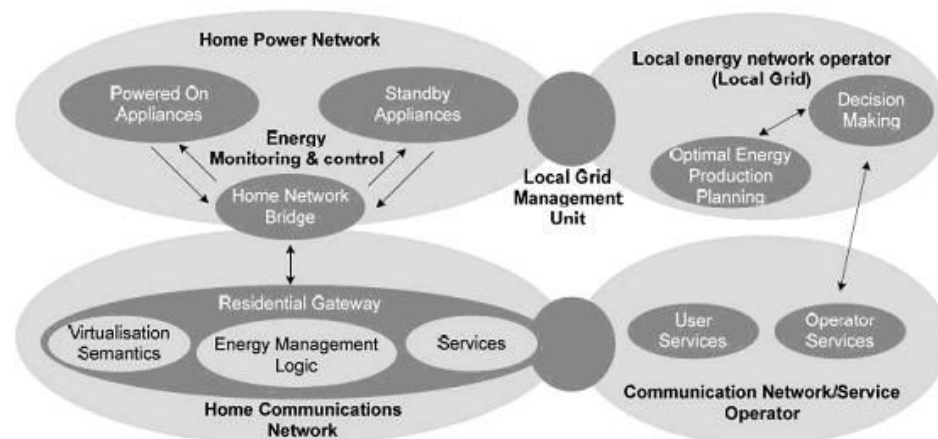 Home Power Network
Powered On
Appliances
Standby
Appliances
Energy
Monitoring & control
Home Network
Bridge
Local Grid
Management
Unit
Local energy network operator
(Local Grid)
Decision
Making
Optimal Energy
Production
Planning
Residential Gateway
Virtualisation
Semantics
Energy Management
Logic
Services
Home Communications
Network
User
Services
Operator
Services
Communication Network/Service
Operator